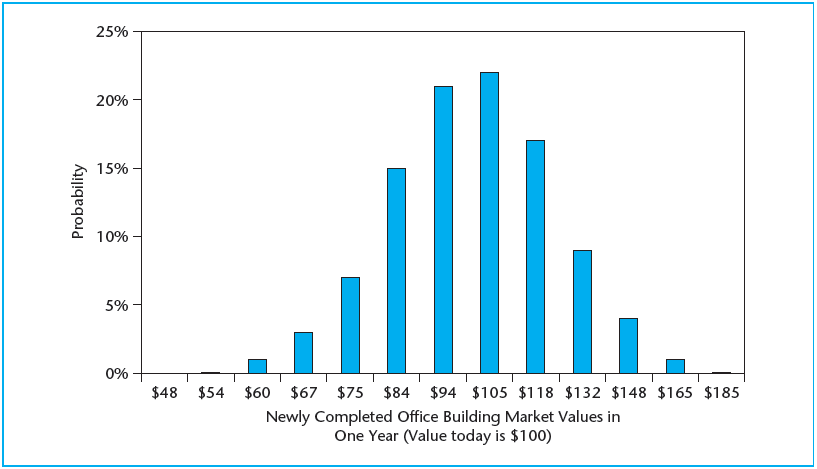 25%
20%
15%
10%
5%
0%
Probability
$48 $54 $60 $67 $75 $84 $94 $105 $118 $132 $148 $165 $185
Newly Completed Office Building Market Values in
One Year (Value today is $100)